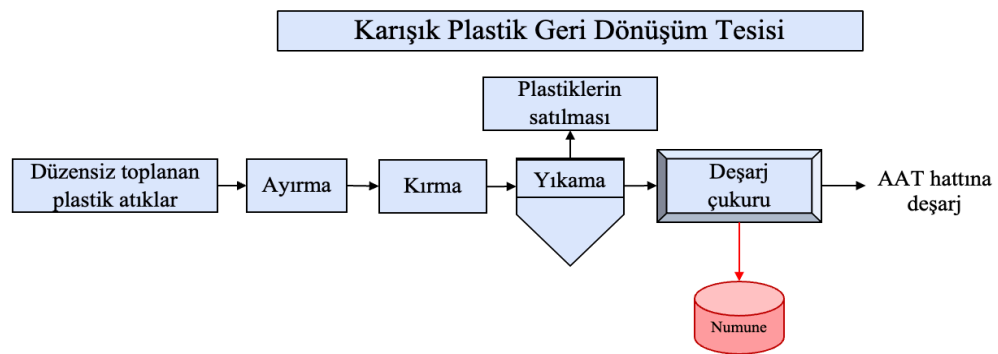 Karışık Plastik Geri Dönüşüm Tesisi
Plastiklerin
satılması
Düzensiz toplanan
plastik atıklar
Ayırma
Kırma
Yıkama
Deşarj
çukuru
AAT hattına
deşarj
Numune